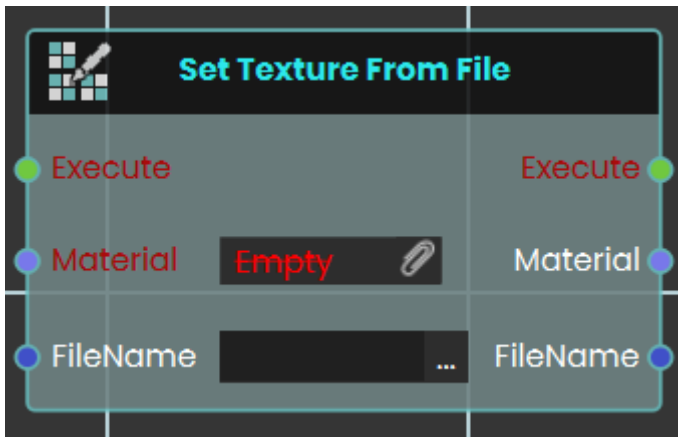 Set Texture From File
Execute Execute
Material Empty Material
FileName ... FileName